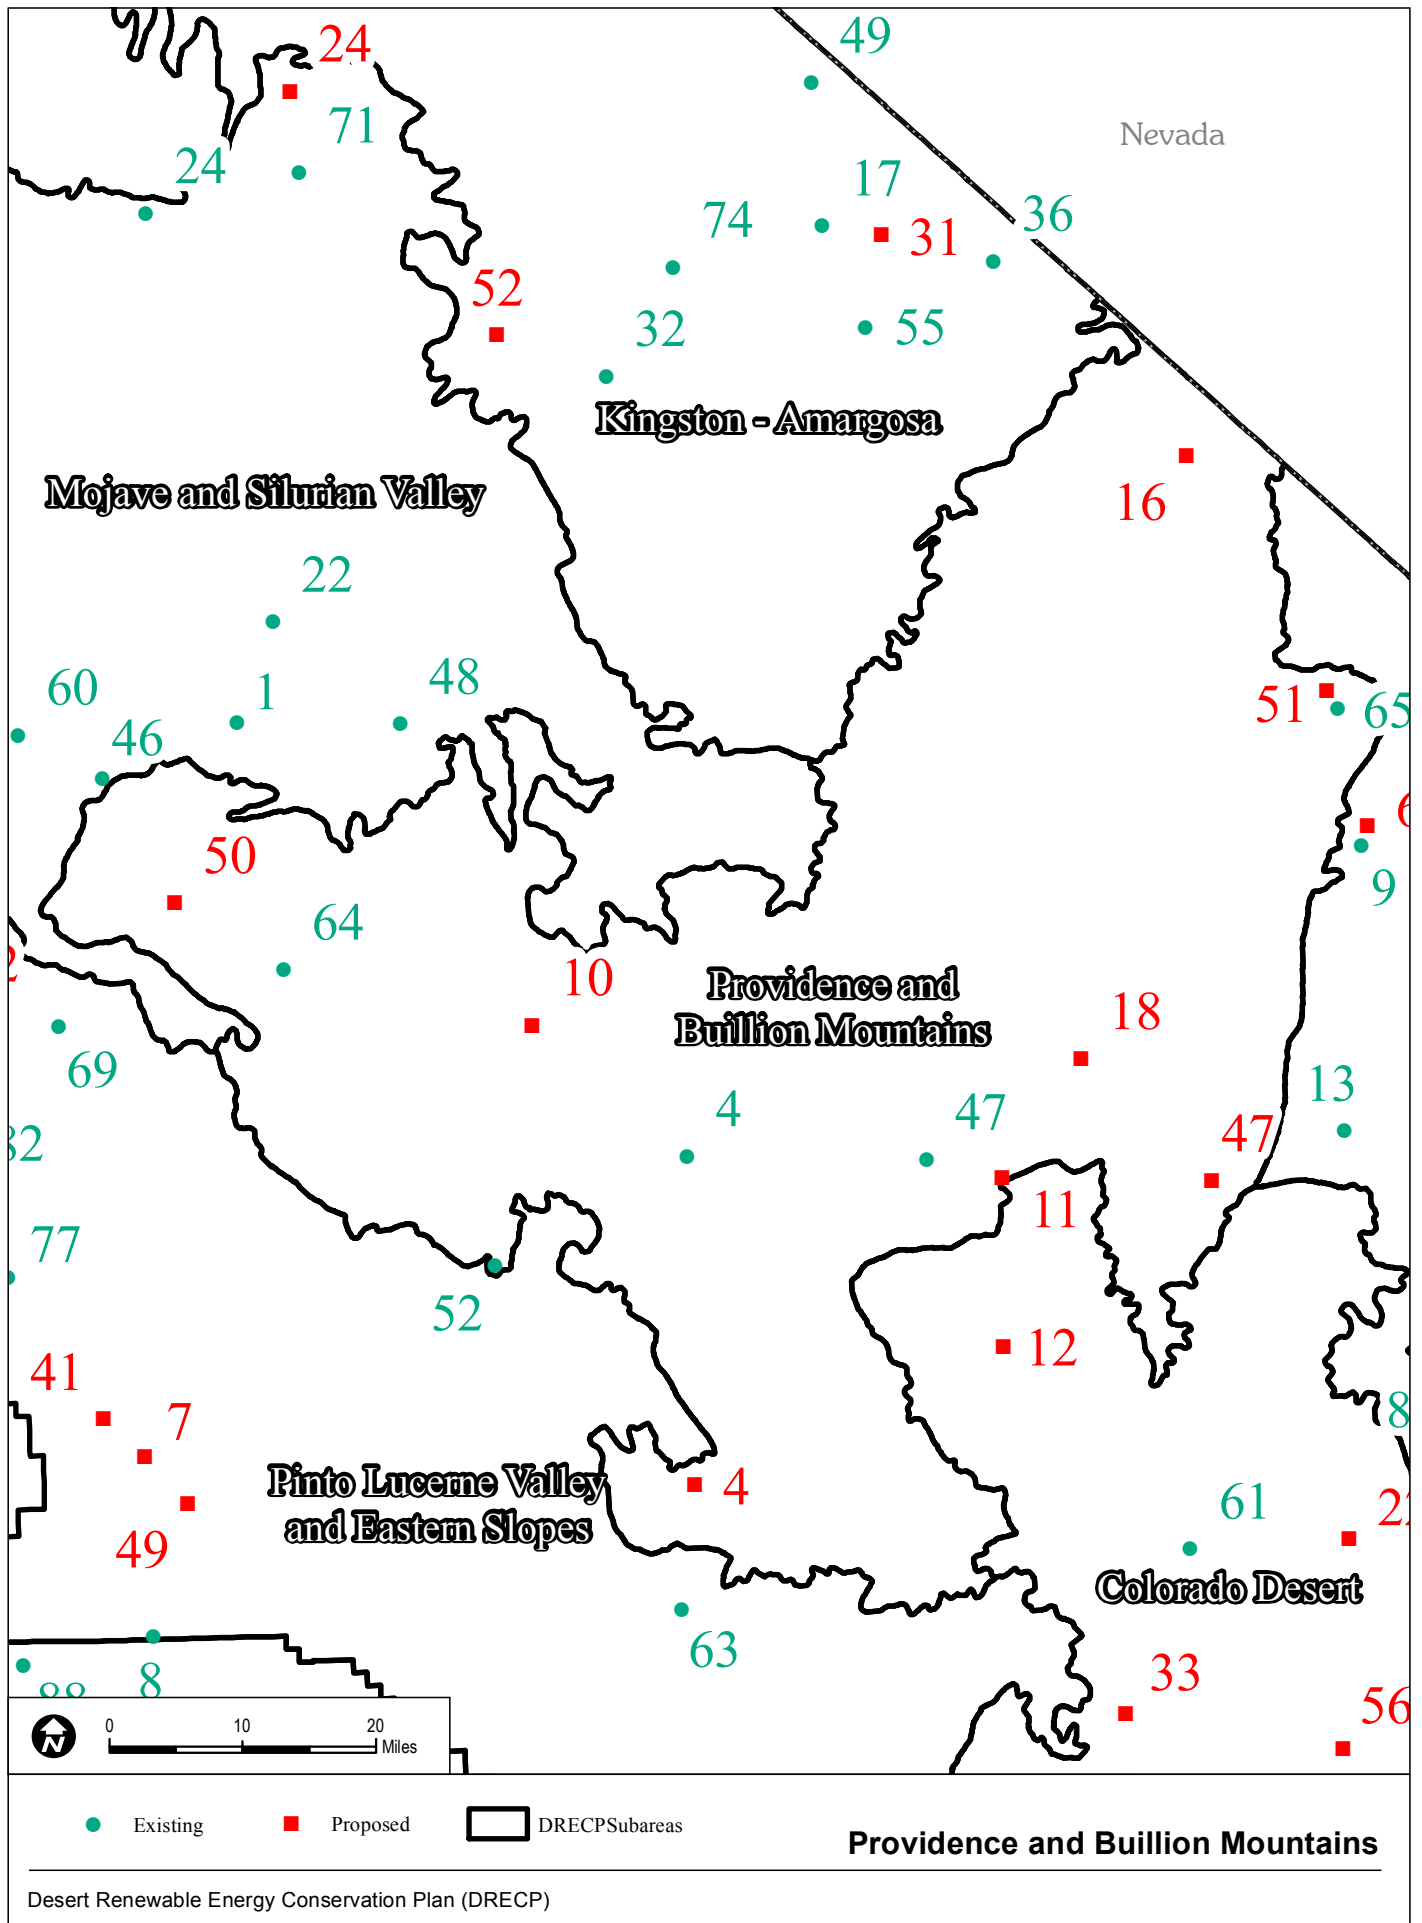 49
24
Nevada
71
24
17
36
74
31
52
32
55
Kingston - Amargosa
Mojave and Silurian Valley
16
22
60
1
48
51
65
46
50
9
64
10
Providence and
Buillion Mountains
18
69
4
47
13
47
11
77
52
12
41
7
8
Pinto Lucerne Valley
and Eastern Slopes
4
61
49
Colorado Desert
63
8
33
56
N
0 10 20
Miles
Existing
Proposed
DRECPSubareas
Providence and Buillion Mountains
Desert Renewable Energy Conservation Plan (DRECP)